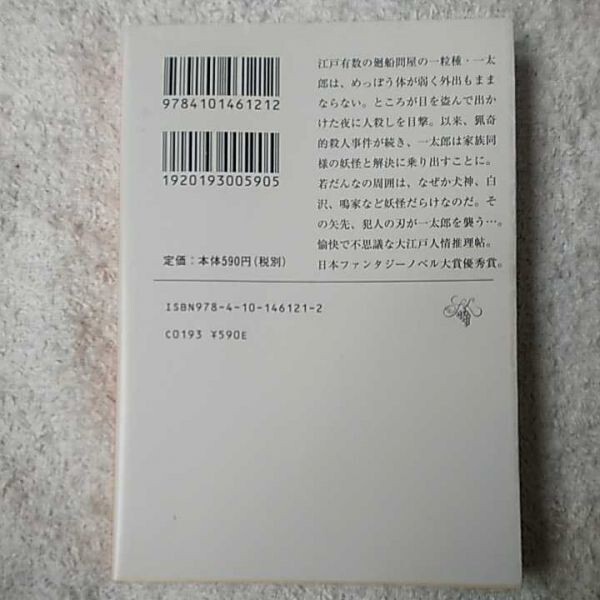 9784101461212
1920193005905
定価：本体590円(税別)
江戸有数の廻船問屋の一粒種・一太
郎は、めっぽう体が弱く外出もまま
ならない。ところが目を盗んで出か
けた夜に人殺しを目撃。以来、猟奇
的殺人事件が続き、一太郎は家族同
様の妖怪と解決に乗り出すことに。
若だんなの周囲は、なぜか犬神、白
沢、鳴家など妖怪だらけなのだ。そ
の矢先、犯人の刃が一太郎を襲う…。
愉快で不思議な大江戸人情推理帖。
日本ファンタジーノベル大賞優秀賞。
ISBN978-4-10-146121-2
C0193 ¥590E